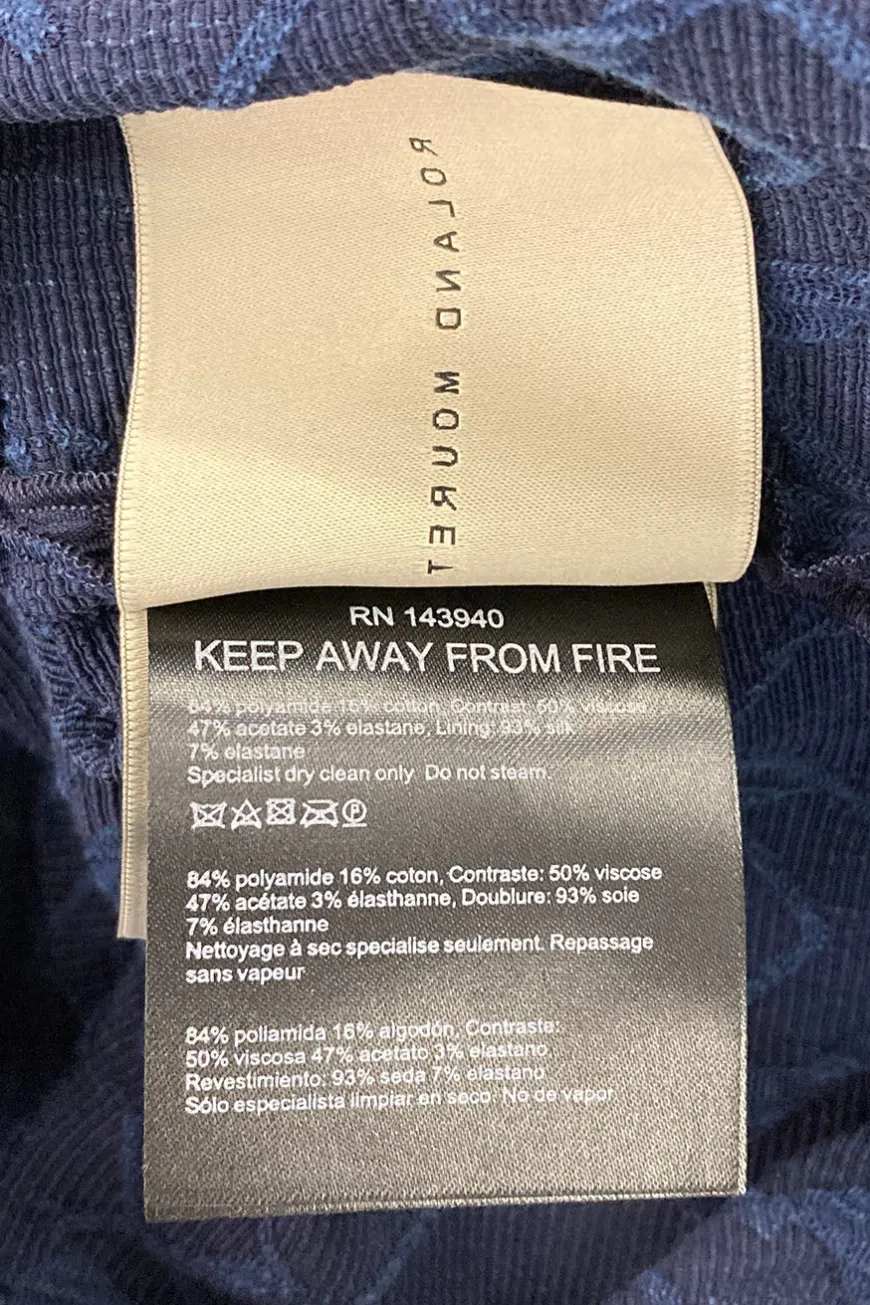 ROLAND MOURET
RN 143940
KEEP AWAY FROM FIRE
84% polyamide 16% cotton, Contrast: 50% viscose
47% acetate 3% elastane, Lining: 93% silk
7% elastane
Specialist dry clean only Do not steam.
P
84% polyamide 16% coton, Contraste: 50% viscose
47% acétate 3% élasthanne, Doublure: 93% soie
7% élasthanne
Nettoyage à sec specialise seulement. Repassage
sans vapeur
84% poliamida 16% algodón, Contraste:
50% viscosa 47% acetato 3% elastano
Revestimiento: 93% seda 7% elastano
Sólo especialista limpiar en seco. No de vapor.